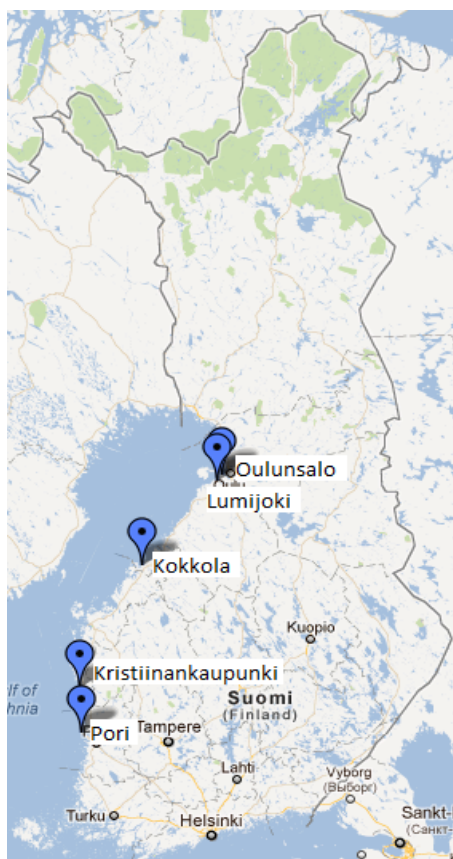 Oulunsalo
Lumijoki
Kokkola
Kuopio
Kristiinankaupunki
Suomi
(Finland)
Pori
Tampere
Lahti
Vyborg
(Выборг)
Turku
Helsinki
Sankt-
(Санкт-